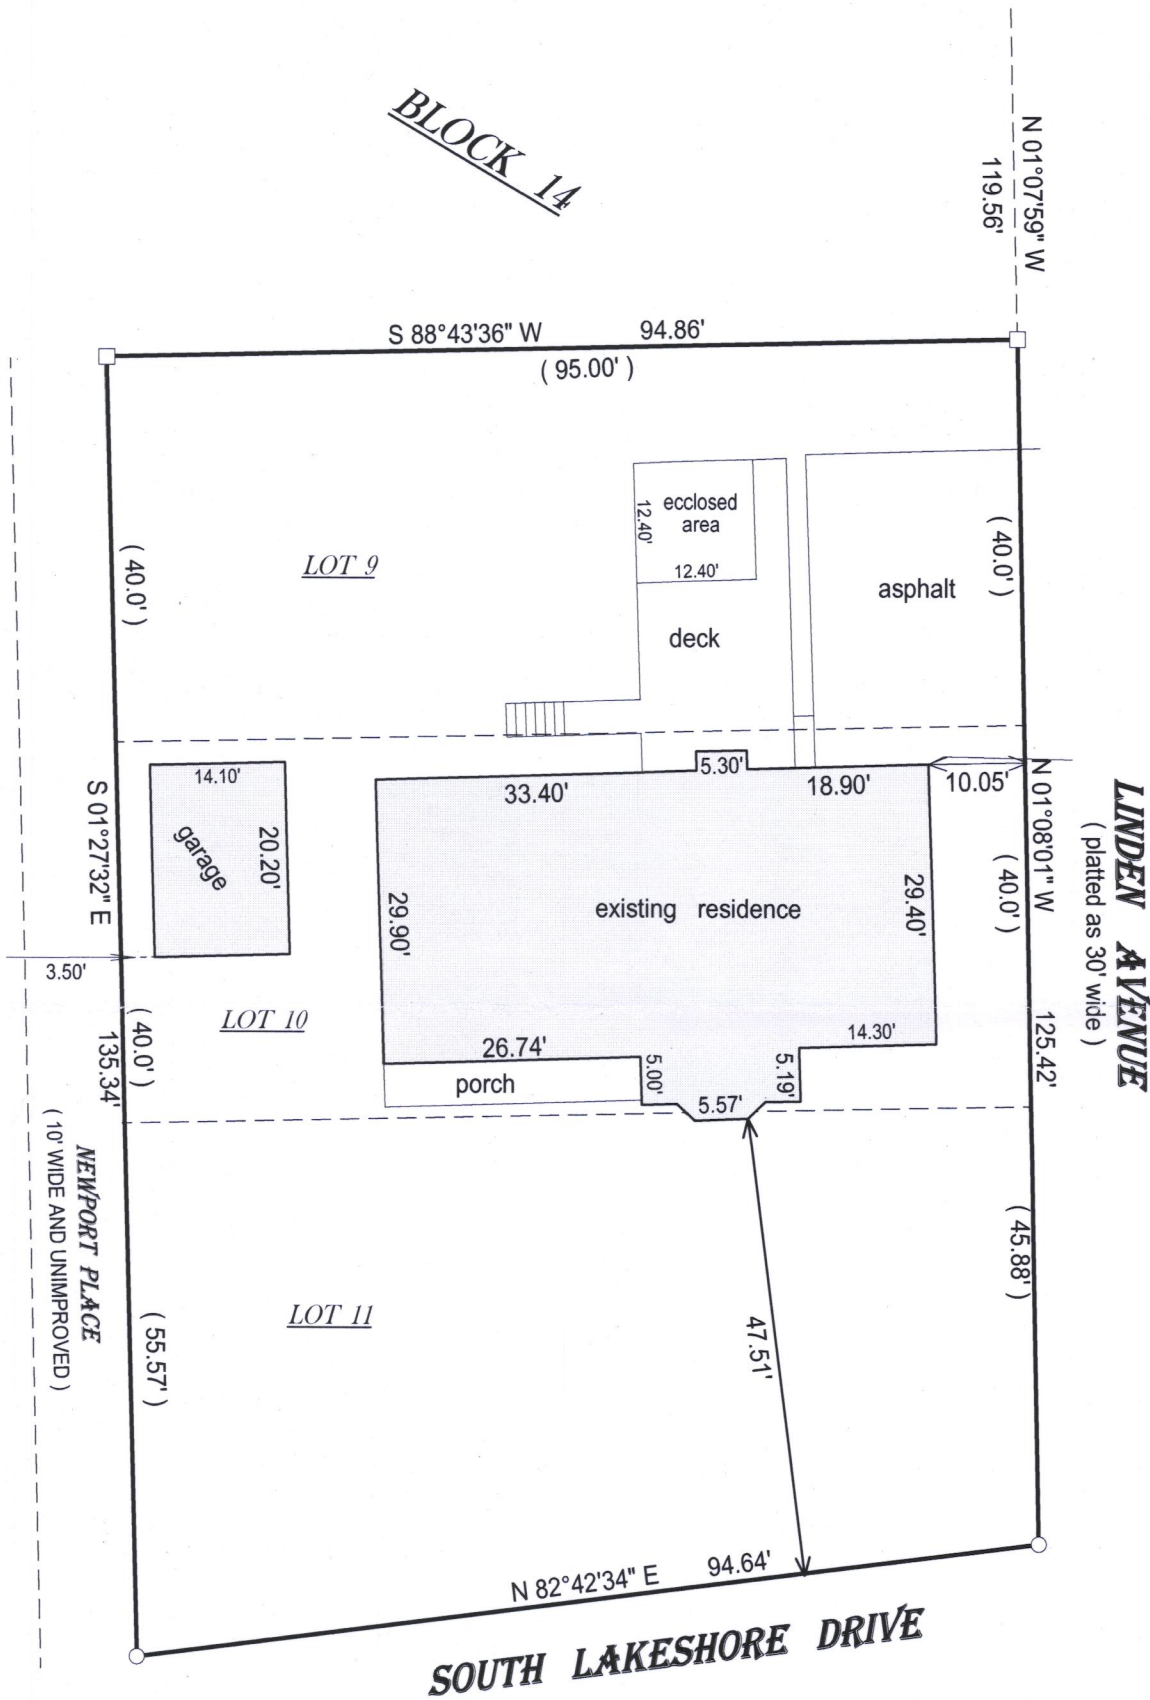 BLOCK 14
N 01°07'59" W
119.56'
S 88°43'36" W 94.86'
( 95.00' )
ecclosed
area
12.40'
12.40'
( 40.0' )
LOT 9
( 40.0' )
asphalt
deck
14.10'
garage
20.20'
5.30'
33.40'
18.90'
10.05'
S 01°27'32" E
N 01°08'01" W
( 40.0' )
LINDEN AVENUE
( platted as 30' wide )
29.90'
existing residence
29.40'
3.50'
LOT 10
( 40.0' )
135.34'
125.42'
26.74'
14.30'
porch
5.00'
5.19'
5.57'
NEWPORT PLACE
( 10' WIDE AND UNIMPROVED )
( 45.88' )
LOT 11
( 55.57' )
47.51'
N 82°42'34" E 94.64'
SOUTH LAKESHORE DRIVE